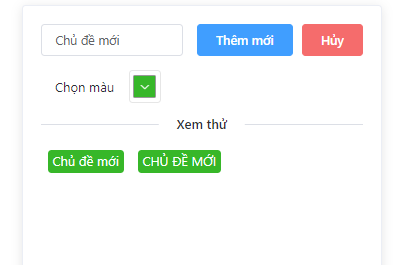 Chủ đề mới Thêm mới Hủy
Chọn màu
Xem thử
Chủ đề mới CHỦ ĐỀ MỚI